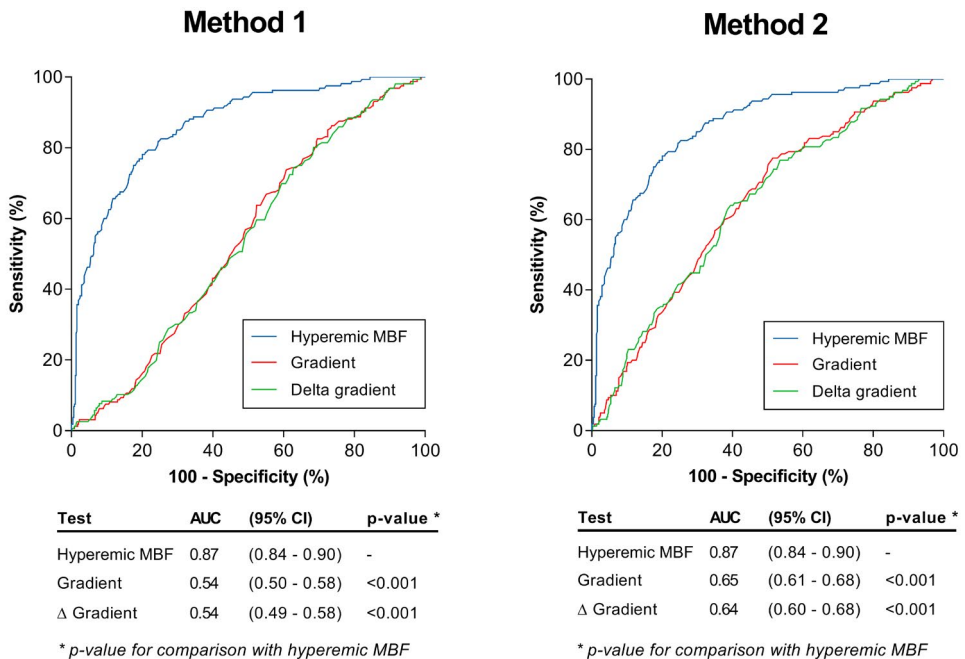 Method 1
100
80
60
40
20
0
Sensitivity (%)
Hyperemic MBF
Gradient
Delta gradient
0 20 40 60 80 100
100 - Specificity (%)
Test AUC (95% CI) p-value *
Hyperemic MBF 0.87 (0.84 - 0.90) -
Gradient 0.54 (0.50 - 0.58) <0.001
Δ Gradient 0.54 (0.49 - 0.58) <0.001
* p-value for comparison with hyperemic MBF
Method 2
100
80
60
40
20
0
Sensitivity (%)
Hyperemic MBF
Gradient
Delta gradient
0 20 40 60 80 100
100 - Specificity (%)
Test AUC (95% CI) p-value *
Hyperemic MBF 0.87 (0.84 - 0.90) -
Gradient 0.65 (0.61 - 0.68) <0.001
Δ Gradient 0.64 (0.60 - 0.68) <0.001
* p-value for comparison with hyperemic MBF